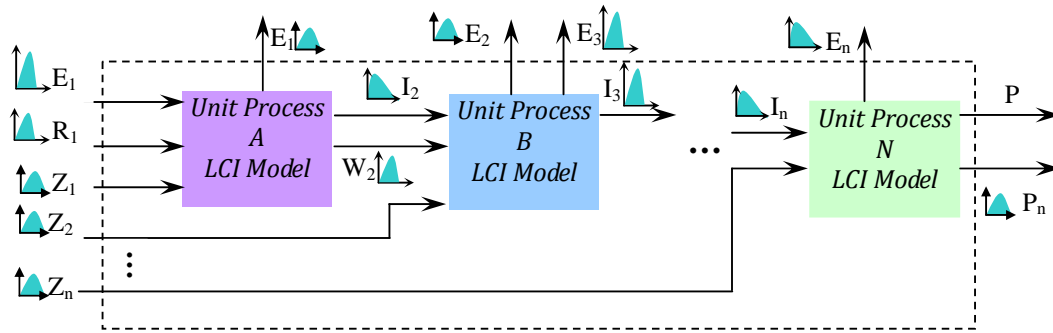 E1
E2
E3
En
E1
R1
Z1
Z2
Zn
Unit Process
A
LCI Model
I2
W2
Unit Process
B
LCI Model
I3
...
In
Unit Process
N
LCI Model
P
Pn
...